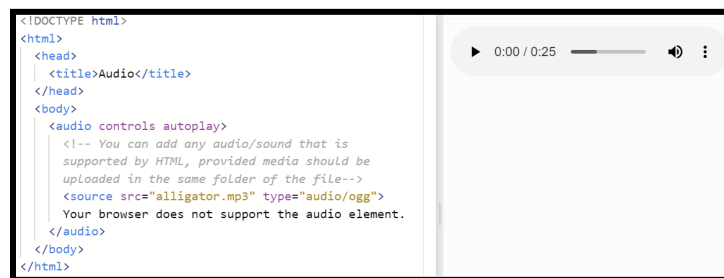 <!DOCTYPE html>
<html>
<head>
<title>Audio</title>
</head>
<body>
<audio controls autoplay>
<!-- You can add any audio/sound that is
supported by HTML, provided media should be
uploaded in the same folder of the file-->
<source src="alligator.mp3" type="audio/ogg">
Your browser does not support the audio element.
</audio>
</body>
</html>
0:00 / 0:25